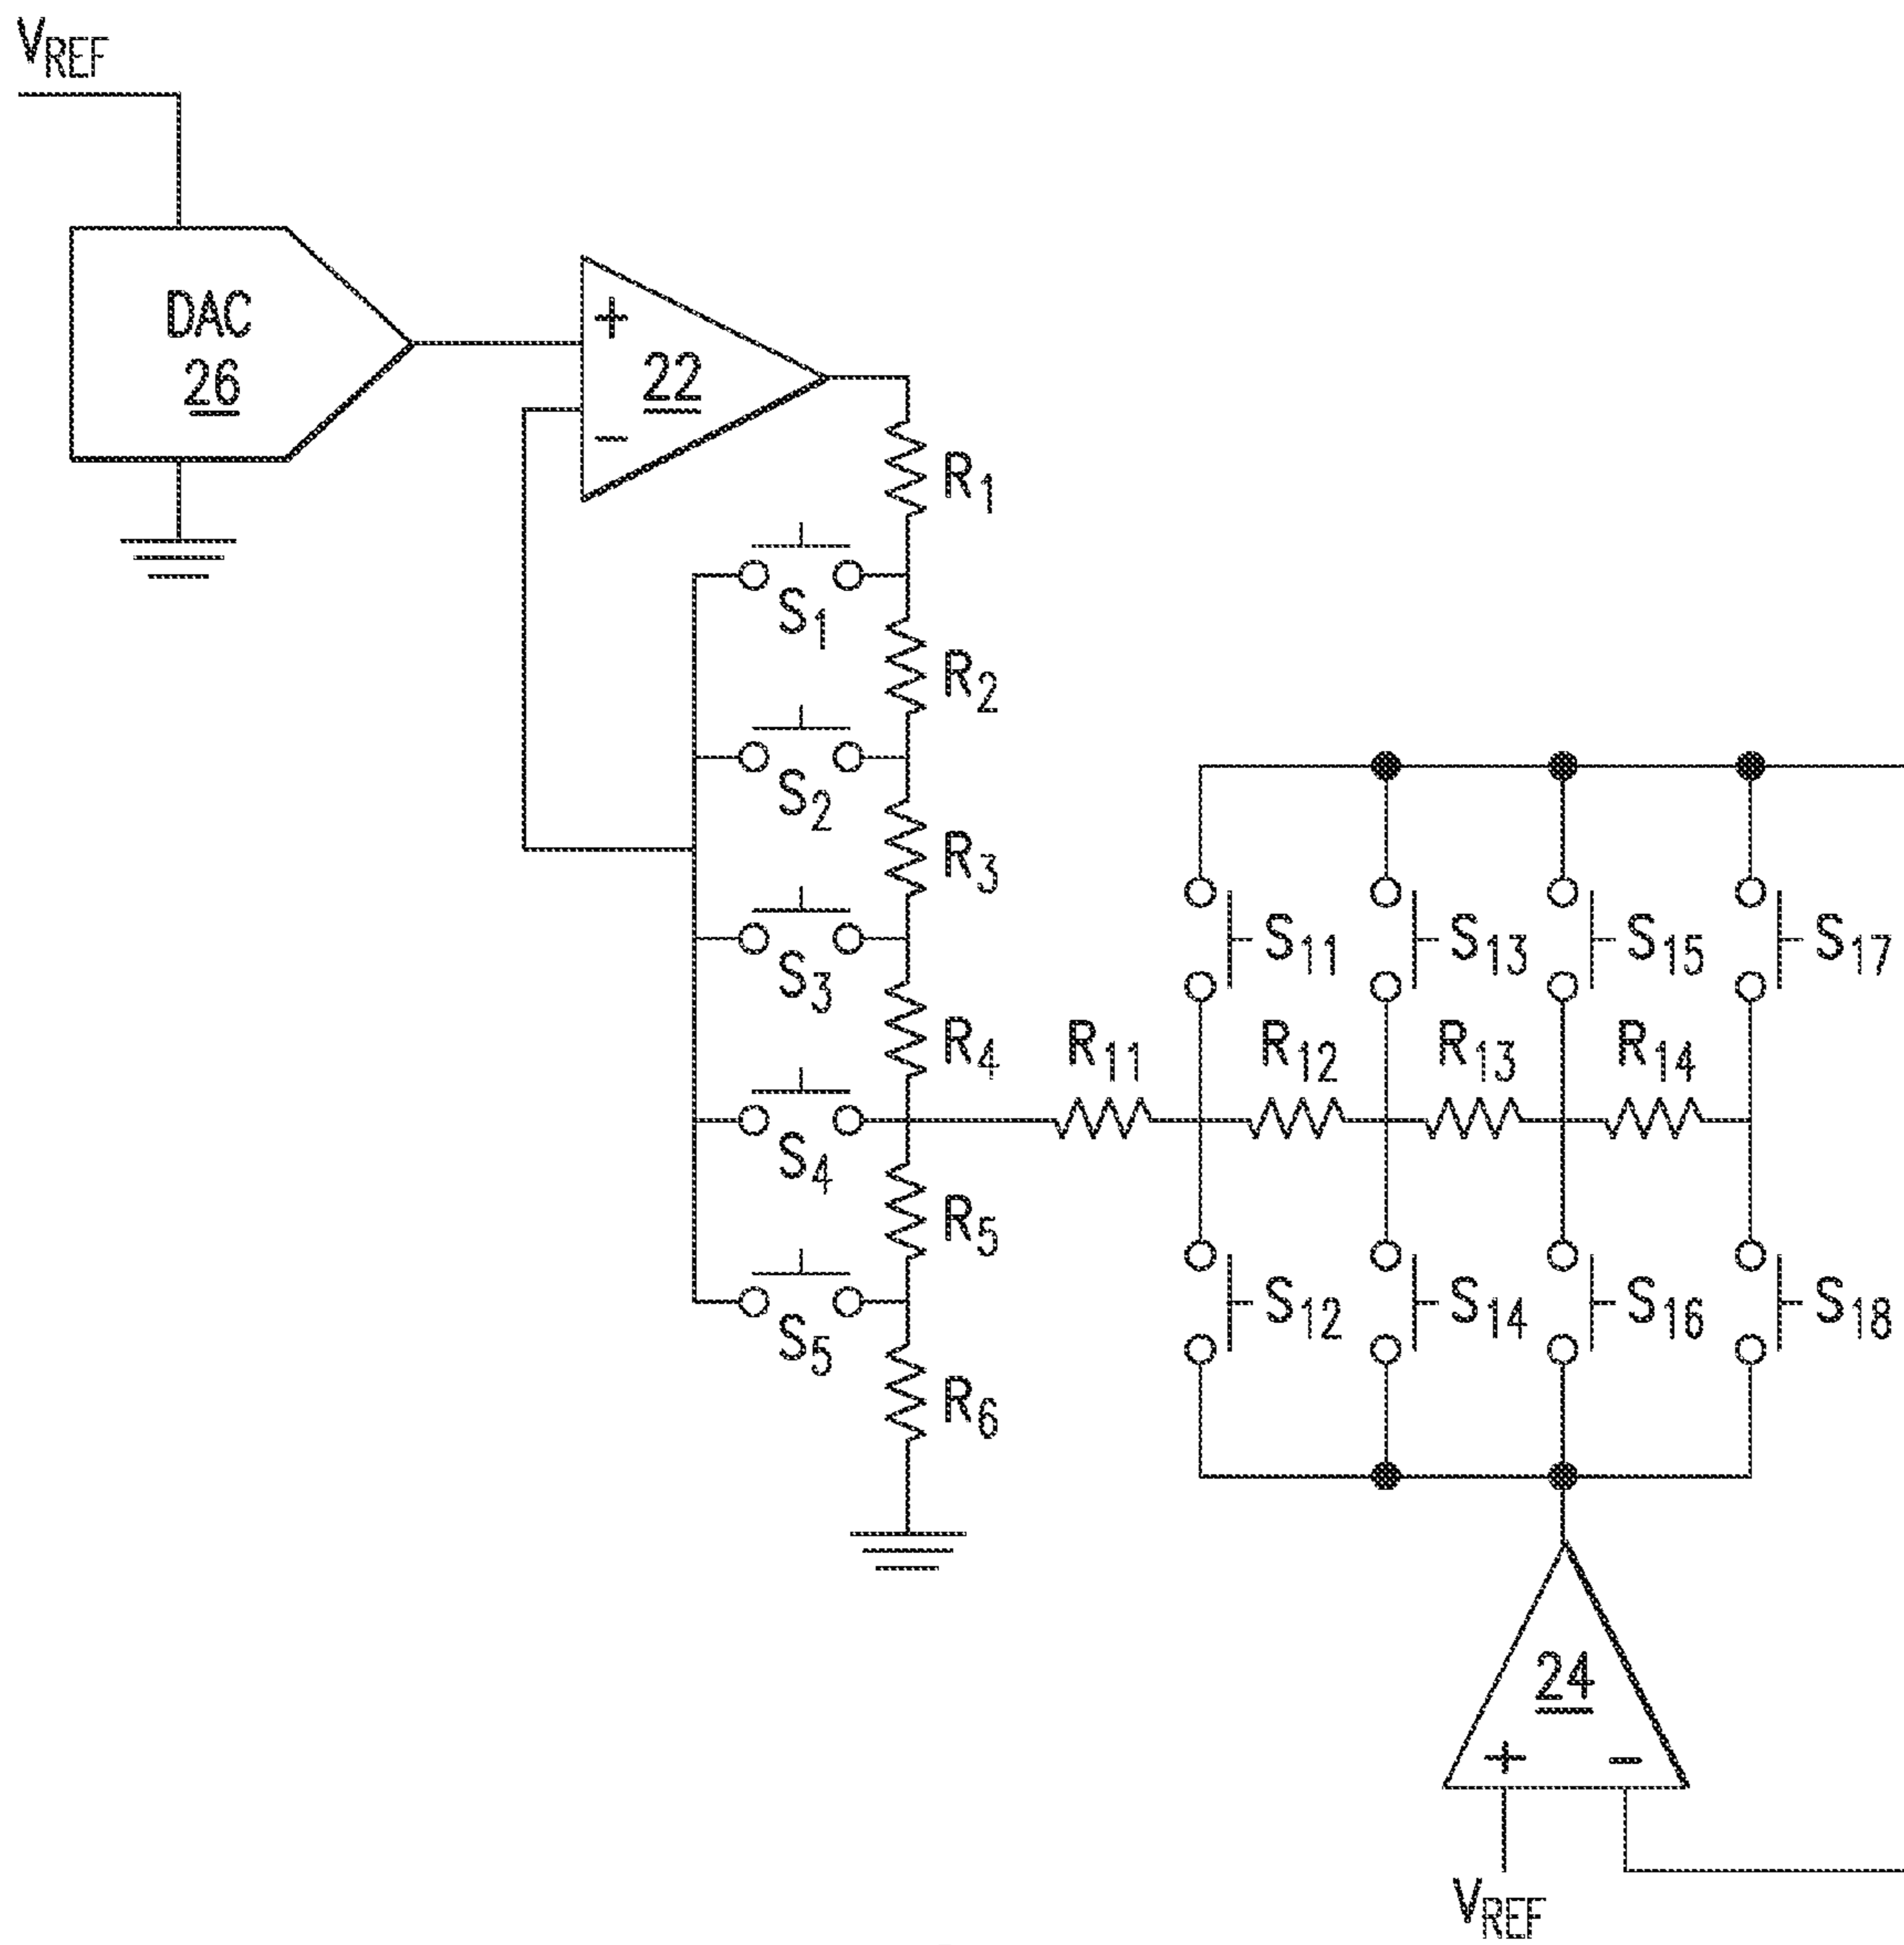 VREF
DAC
26
+
22
−
R1
S1
R2
S2
R3
S3
R4
S4
R5
S5
R6
R11
R12
R13
R14
S11
S13
S15
S17
S12
S14
S16
S18
24
+ −
VREF